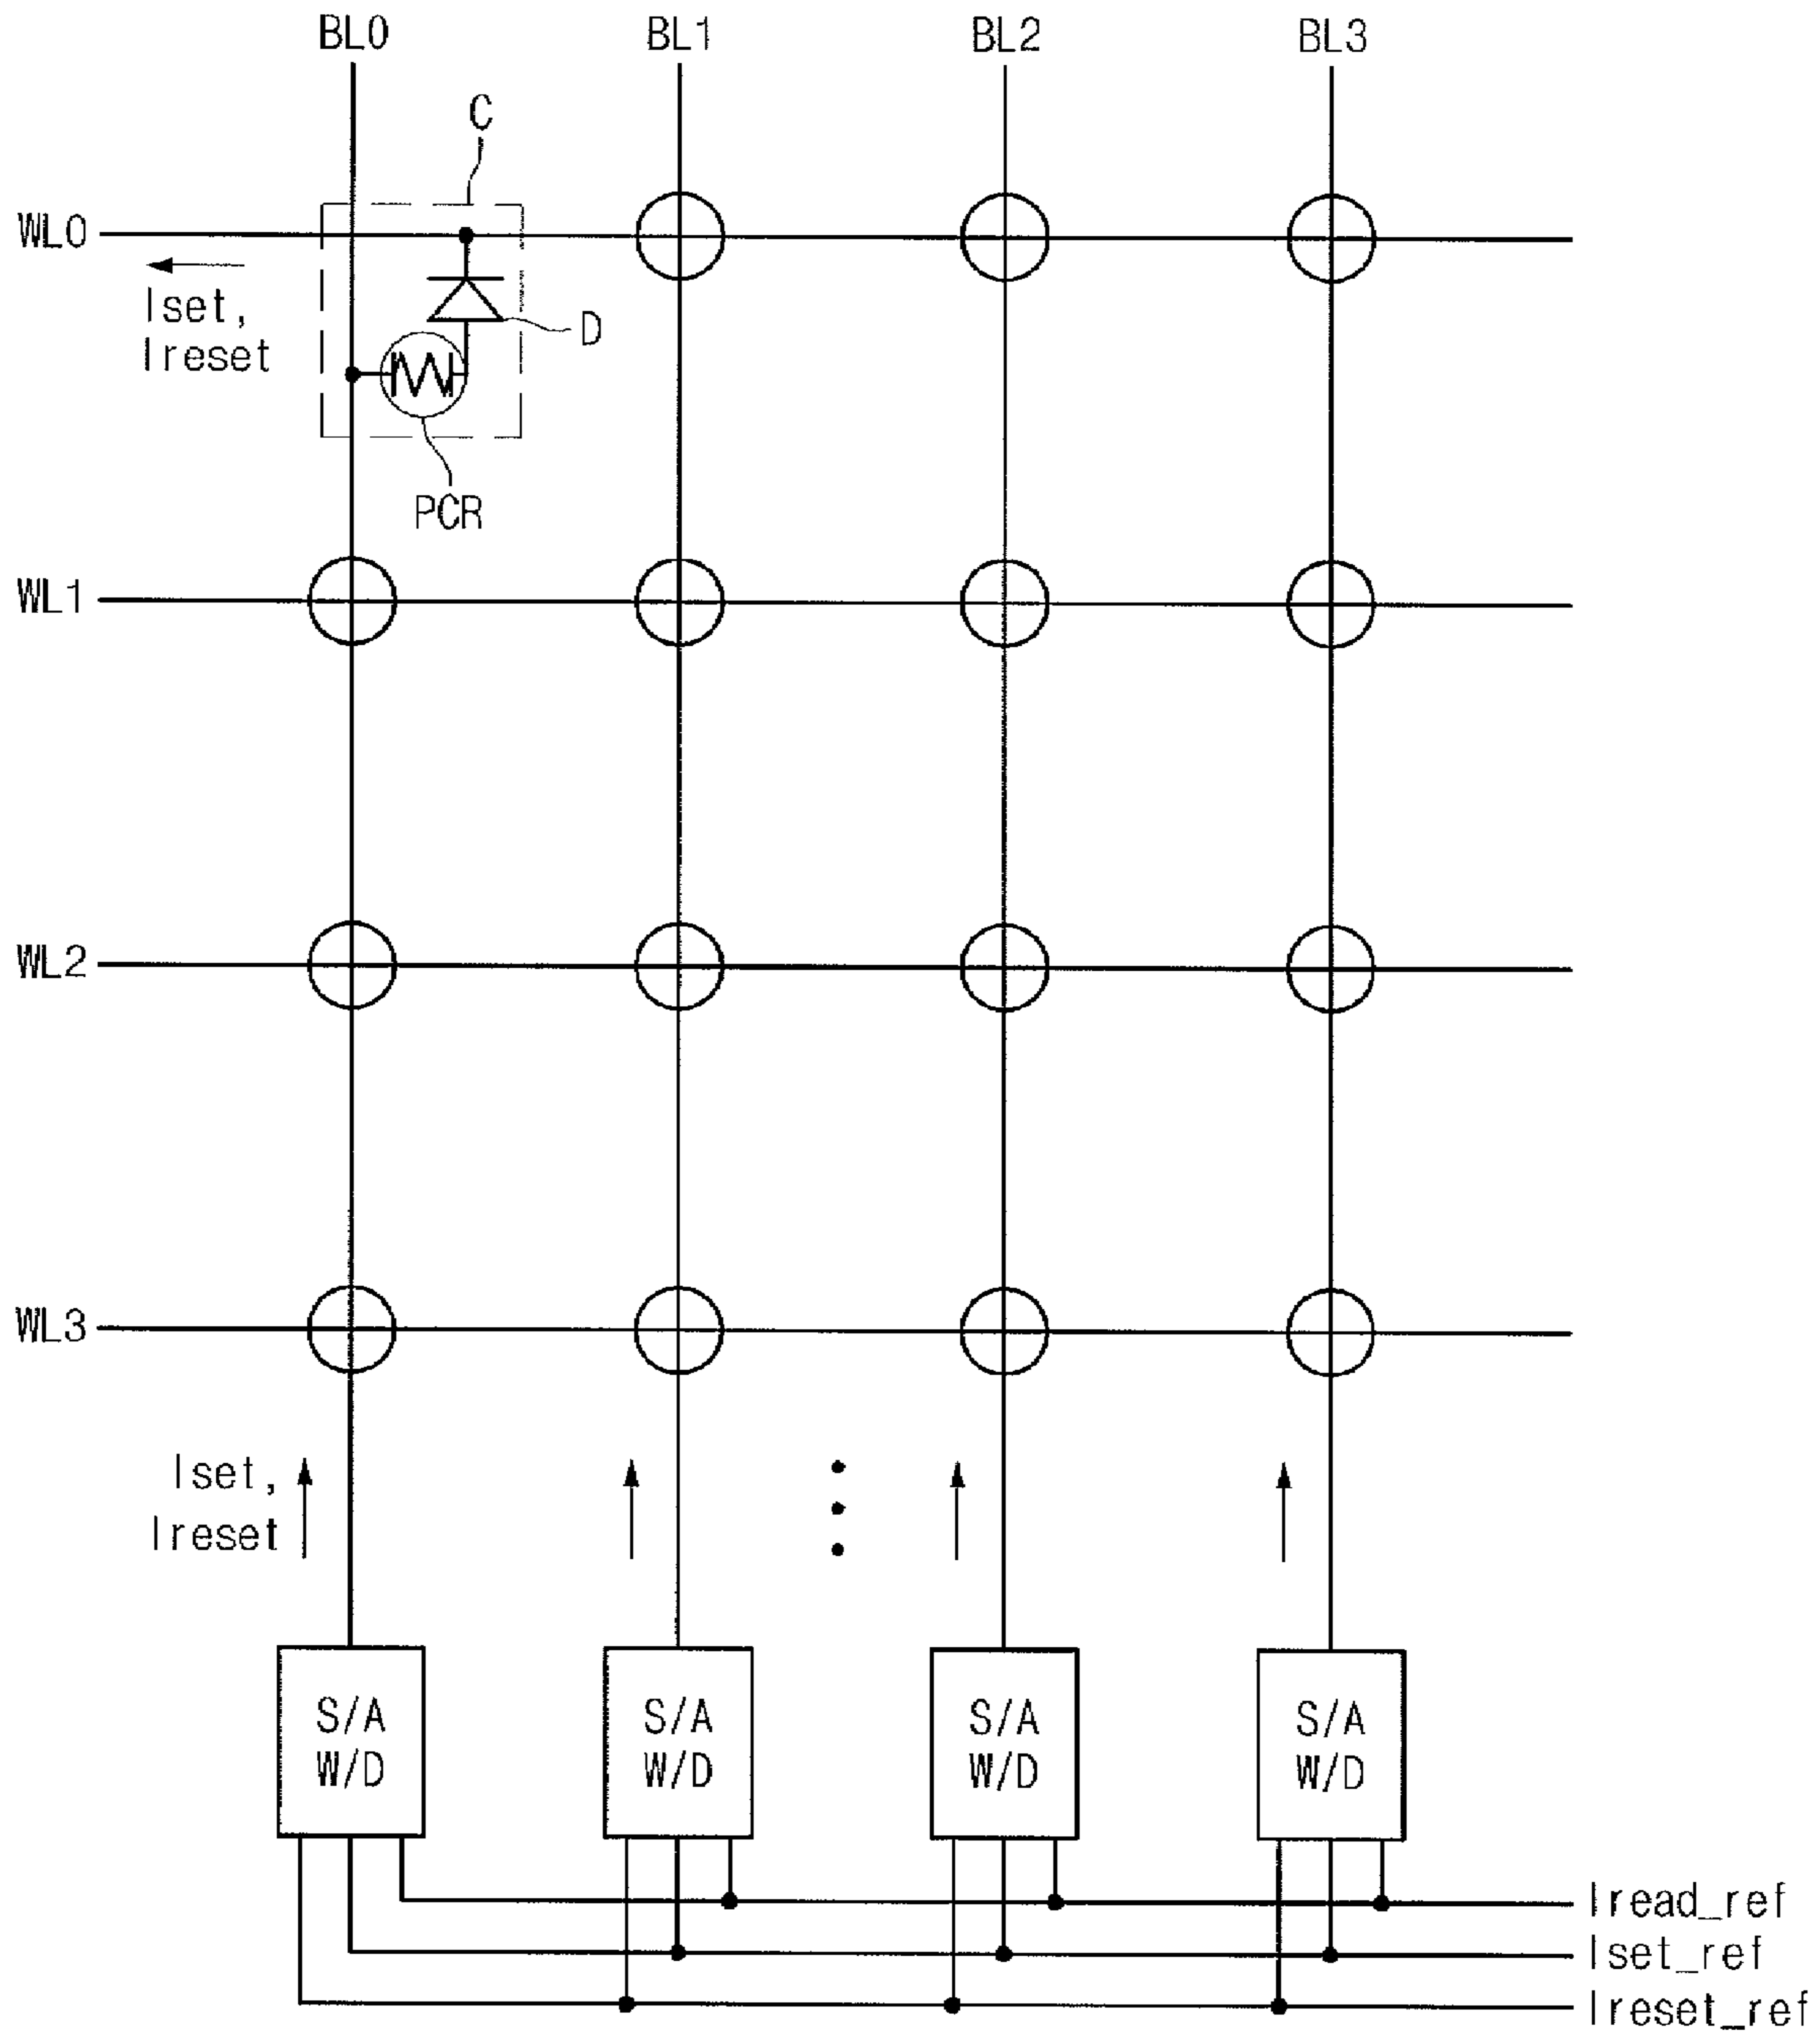 BL0 BL1 BL2 BL3
C
WL0
Iset,
Ireset
D
PCR
WL1
WL2
WL3
Iset,
Ireset
S/A S/A S/A S/A
W/D W/D W/D W/D
Iread_ref
Iset_ref
Ireset_ref